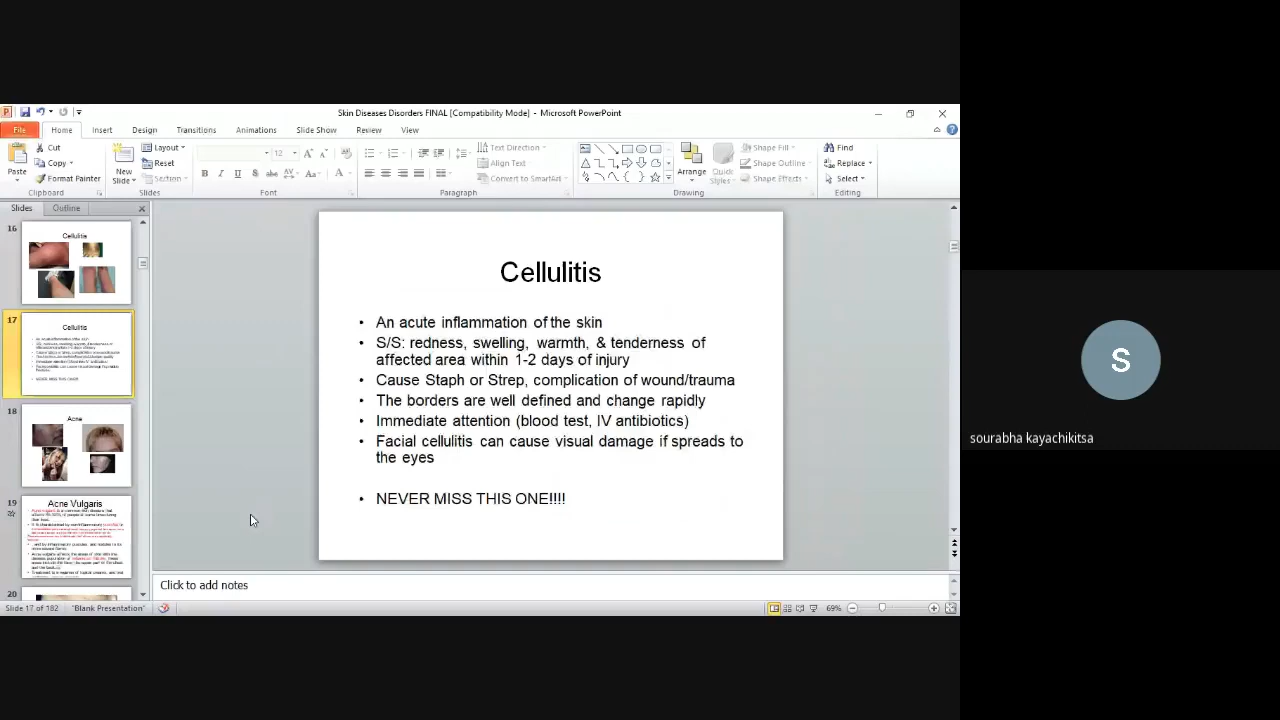 Skin Diseases Disorders FINAL [Compatibility Mode] - Microsoft PowerPoint
File Home Insert Design Transitions Animations Slide Show Review View
Cut
Copy
Format Painter
Paste
Clipboard
New
Slide
Layout
Reset
Section
Slides
12
Font
Text Direction
Align Text
Convert to SmartArt
Paragraph
Arrange
Quick
Styles
Shape Fill
Shape Outline
Shape Effects
Drawing
Find
Replace
Select
Editing
Slides Outline
16
Cellulitis
17
Cellulitis
18
Acne
19
Acne Vulgaris
20
Cellulitis
• An acute inflammation of the skin
• S/S: redness, swelling, warmth, & tenderness of
affected area within 1-2 days of injury
• Cause Staph or Strep, complication of wound/trauma
• The borders are well defined and change rapidly
• Immediate attention (blood test, IV antibiotics)
• Facial cellulitis can cause visual damage if spreads to
the eyes
• NEVER MISS THIS ONE!!!!
Click to add notes
Slide 17 of 182 "Blank Presentation" 69%
S
sourabha kayachikitsa